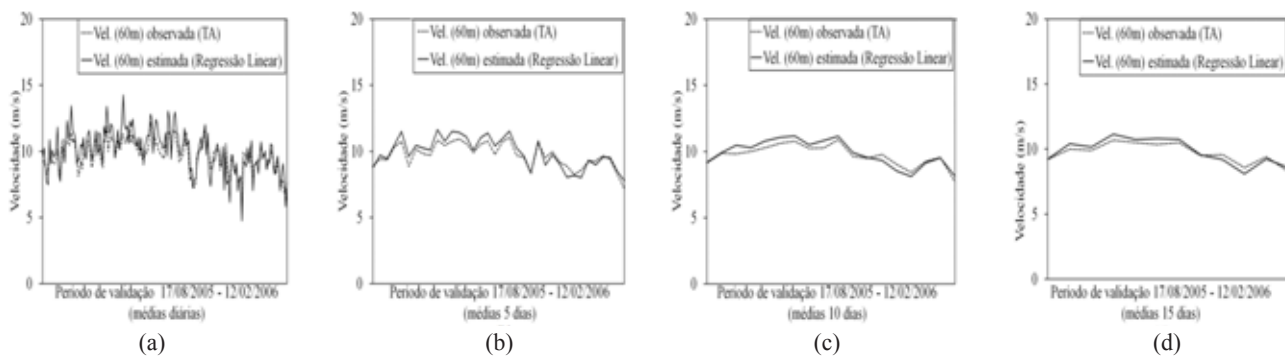 20
15
10
5
0
Velocidade (m/s)
Vel. (60m) observada (TA)
Vel. (60m) estimada (Regressão Linear)
Periodo de validação 17/08/2005 - 12/02/2006
(médias diárias)
(a)
20
15
10
5
0
Velocidade (m/s)
Vel. (60m) observada (TA)
Vel. (60m) estimada (Regressão Linear)
Periodo de validação 17/08/2005 - 12/02/2006
(médias 5 dias)
(b)
20
15
10
5
0
Velocidade (m/s)
Vel. (60m) observada (TA)
Vel. (60m) estimada (Regressão Linear)
Periodo de validação 17/08/2005 - 12/02/2006
(médias 10 dias)
(c)
20
15
10
5
0
Velocidade (m/s)
Vel. (60m) observada (TA)
Vel. (60m) estimada (Regressão Linear)
Periodo de validação 17/08/2005 - 12/02/2006
(médias 15 dias)
(d)